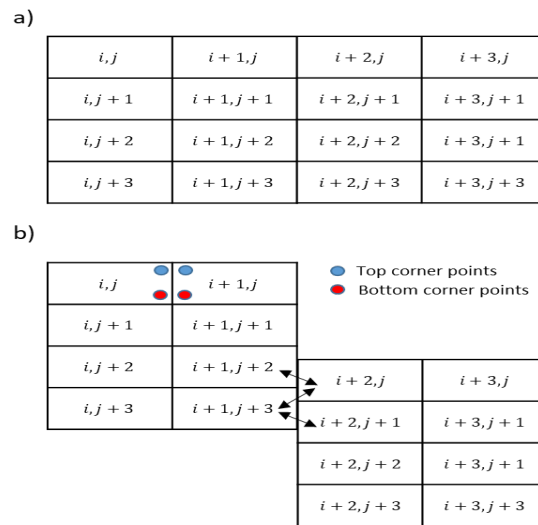 a)
i, j i + 1, j i + 2, j i + 3, j
i, j + 1 i + 1, j + 1 i + 2, j + 1 i + 3, j + 1
i, j + 2 i + 1, j + 2 i + 2, j + 2 i + 3, j + 1
i, j + 3 i + 1, j + 3 i + 2, j + 3 i + 3, j + 3
b)
i, j i + 1, j
Top corner points
Bottom corner points
i, j + 1 i + 1, j + 1
i, j + 2 i + 1, j + 2
i + 2, j i + 3, j
i, j + 3 i + 1, j + 3
i + 2, j + 1 i + 3, j + 1
i + 2, j + 2 i + 3, j + 1
i + 2, j + 3 i + 3, j + 3